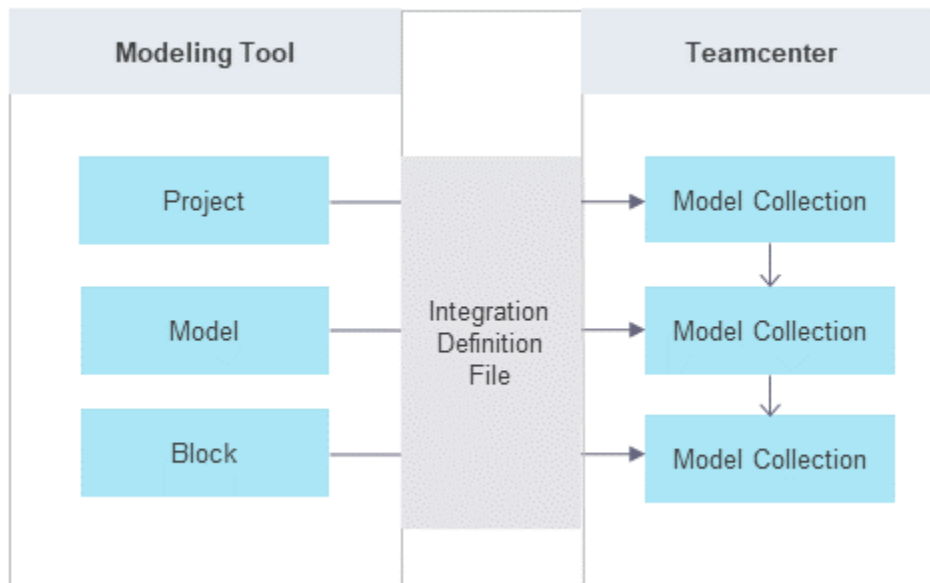 Modeling Tool
Teamcenter
Project
Model Collection
Model
Integration
Definition
File
Model Collection
Block
Model Collection